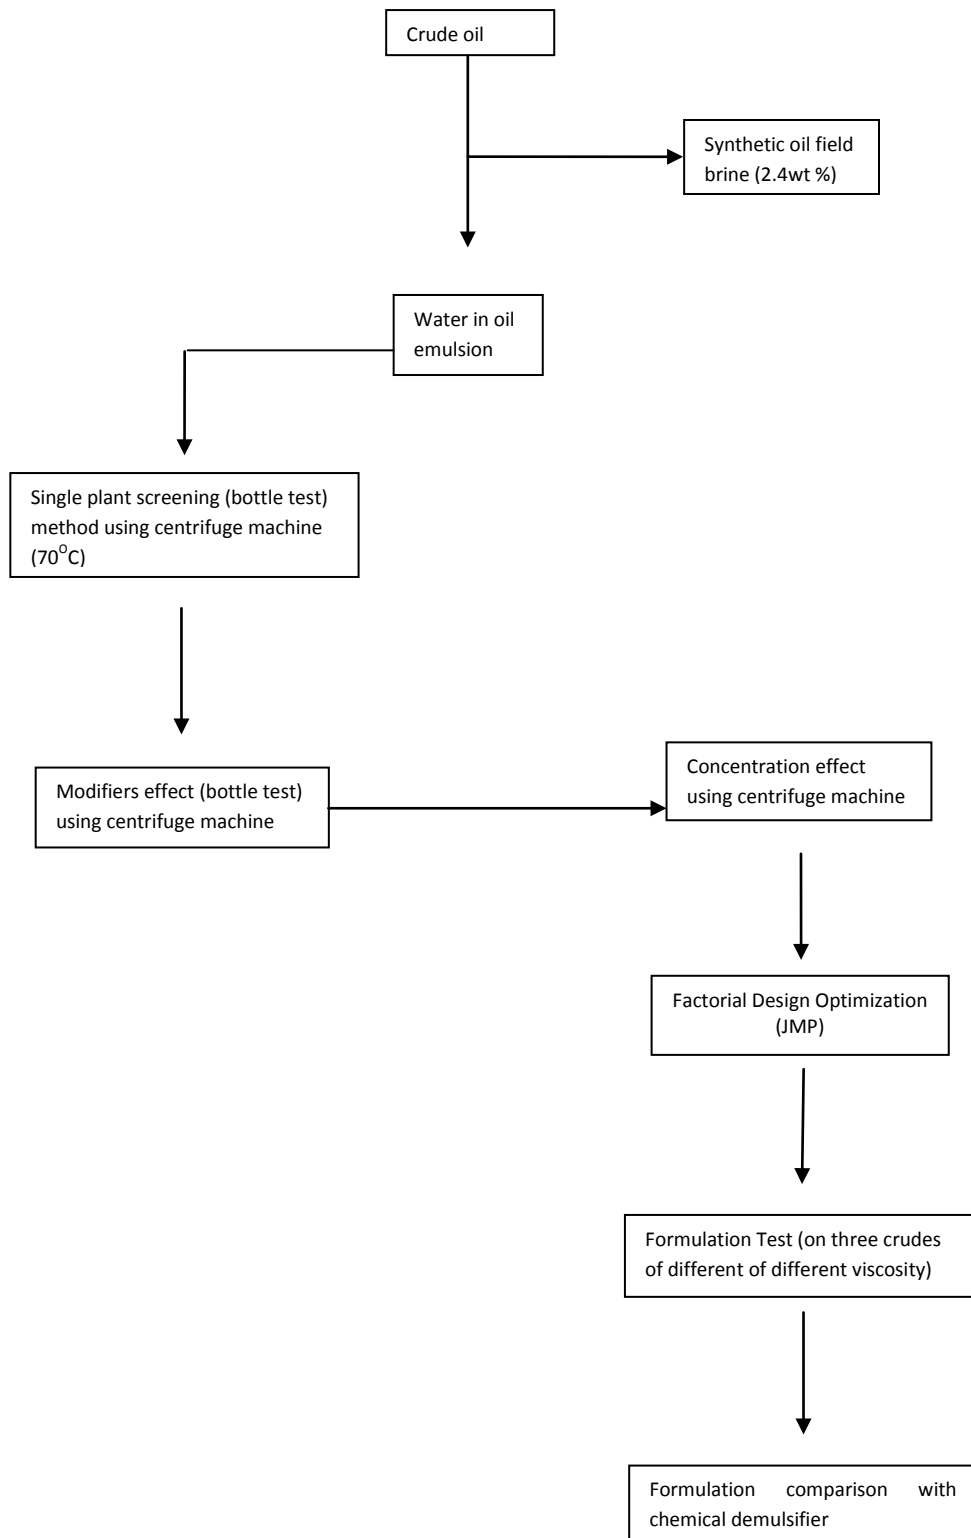 Crude oil
Synthetic oil field
brine (2.4wt %)
Water in oil
emulsion
Single plant screening (bottle test)
method using centrifuge machine
(70°C)
Modifiers effect (bottle test)
using centrifuge machine
Concentration effect
using centrifuge machine
Factorial Design Optimization
(JMP)
Formulation Test (on three crudes
of different of different viscosity)
Formulation comparison with
chemical demulsifier